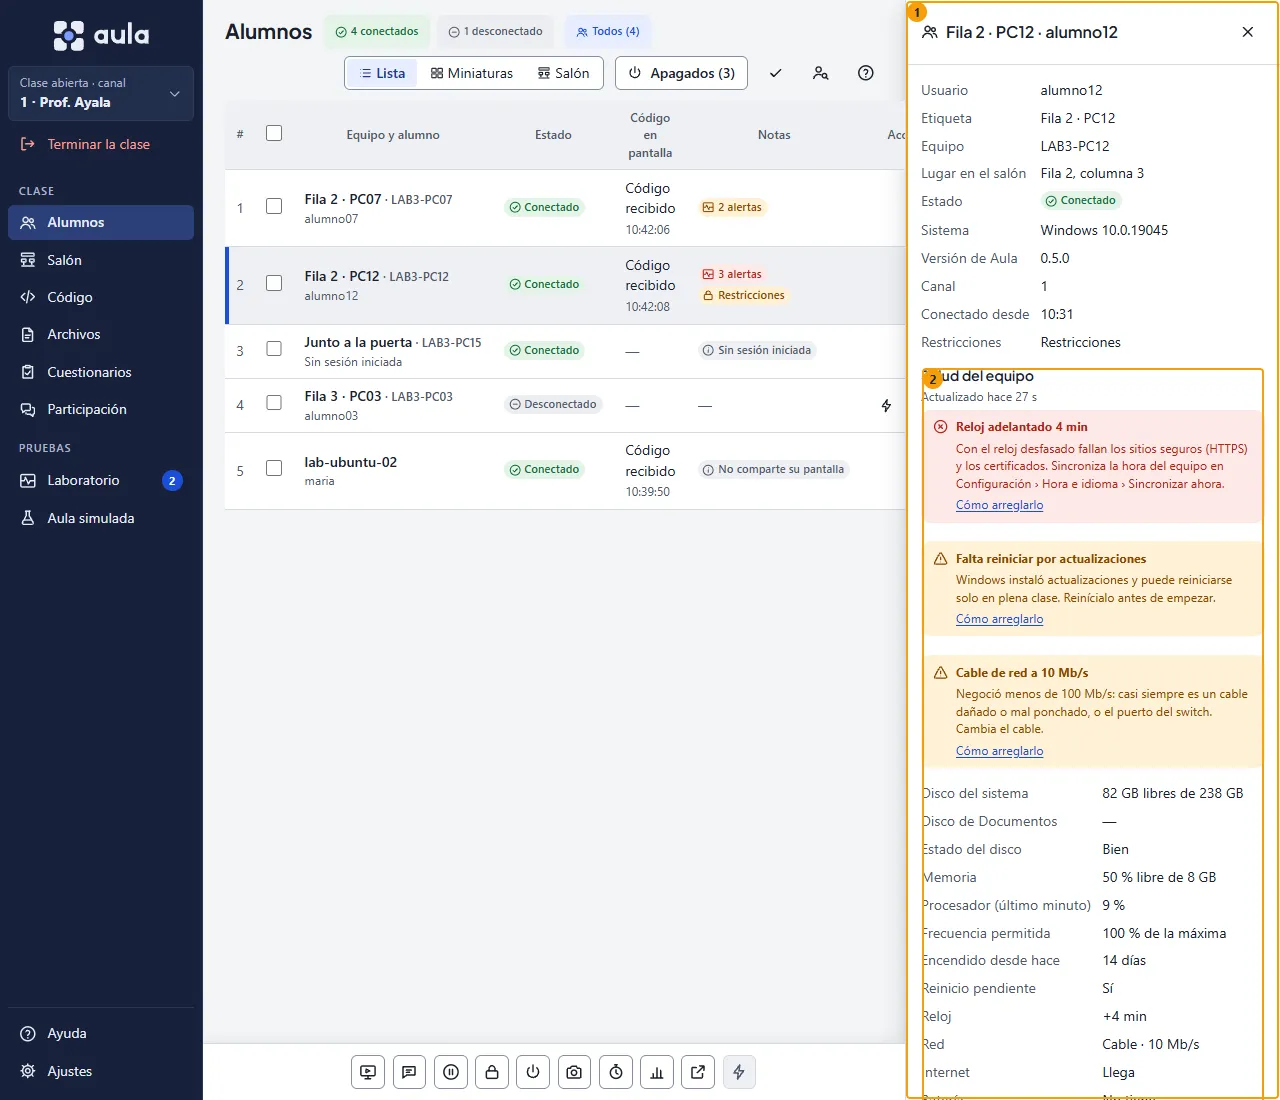 aula
Clase abierta · canal
1 · Prof. Ayala
Terminar la clase
CLASE
Alumnos
Salón
Código
Archivos
Cuestionarios
Participación
PRUEBAS
Laboratorio 2
Aula simulada
Ayuda
Ajustes
Alumnos
4 conectados
1 desconectado
Todos (4)
Lista
Miniaturas
Salón
Apagados (3)
# Equipo y alumno Estado Código en pantalla Notas
1 Fila 2 · PC07 · LAB3-PC07
alumno07
Conectado
Código
recibido
10:42:06
2 alertas
2 Fila 2 · PC12 · LAB3-PC12
alumno12
Conectado
Código
recibido
10:42:08
3 alertas
Restricciones
3 Junto a la puerta · LAB3-PC15
Sin sesión iniciada
Conectado
—
Sin sesión iniciada
4 Fila 3 · PC03 · LAB3-PC03
alumno03
Desconectado
—
—
5 lab-ubuntu-02
maria
Conectado
Código
recibido
10:39:50
No comparte su pantalla
1
Fila 2 · PC12 · alumno12
Usuario alumno12
Etiqueta Fila 2 · PC12
Equipo LAB3-PC12
Lugar en el salón Fila 2, columna 3
Estado Conectado
Sistema Windows 10.0.19045
Versión de Aula 0.5.0
Canal 1
Conectado desde 10:31
Restricciones Restricciones
2
ud del equipo
Actualizado hace 27 s
Reloj adelantado 4 min
Con el reloj desfasado fallan los sitios seguros (HTTPS)
y los certificados. Sincroniza la hora del equipo en
Configuración › Hora e idioma › Sincronizar ahora.
Cómo arreglarlo
Falta reiniciar por actualizaciones
Windows instaló actualizaciones y puede reiniciarse
solo en plena clase. Reinícialo antes de empezar.
Cómo arreglarlo
Cable de red a 10 Mb/s
Negoció menos de 100 Mb/s: casi siempre es un cable
dañado o mal ponchado, o el puerto del switch.
Cambia el cable.
Cómo arreglarlo
Disco del sistema 82 GB libres de 238 GB
Disco de Documentos —
Estado del disco Bien
Memoria 50 % libre de 8 GB
Procesador (último minuto) 9 %
Frecuencia permitida 100 % de la máxima
Encendido desde hace 14 días
Reinicio pendiente Sí
Reloj +4 min
Red Cable · 10 Mb/s
Internet Llega